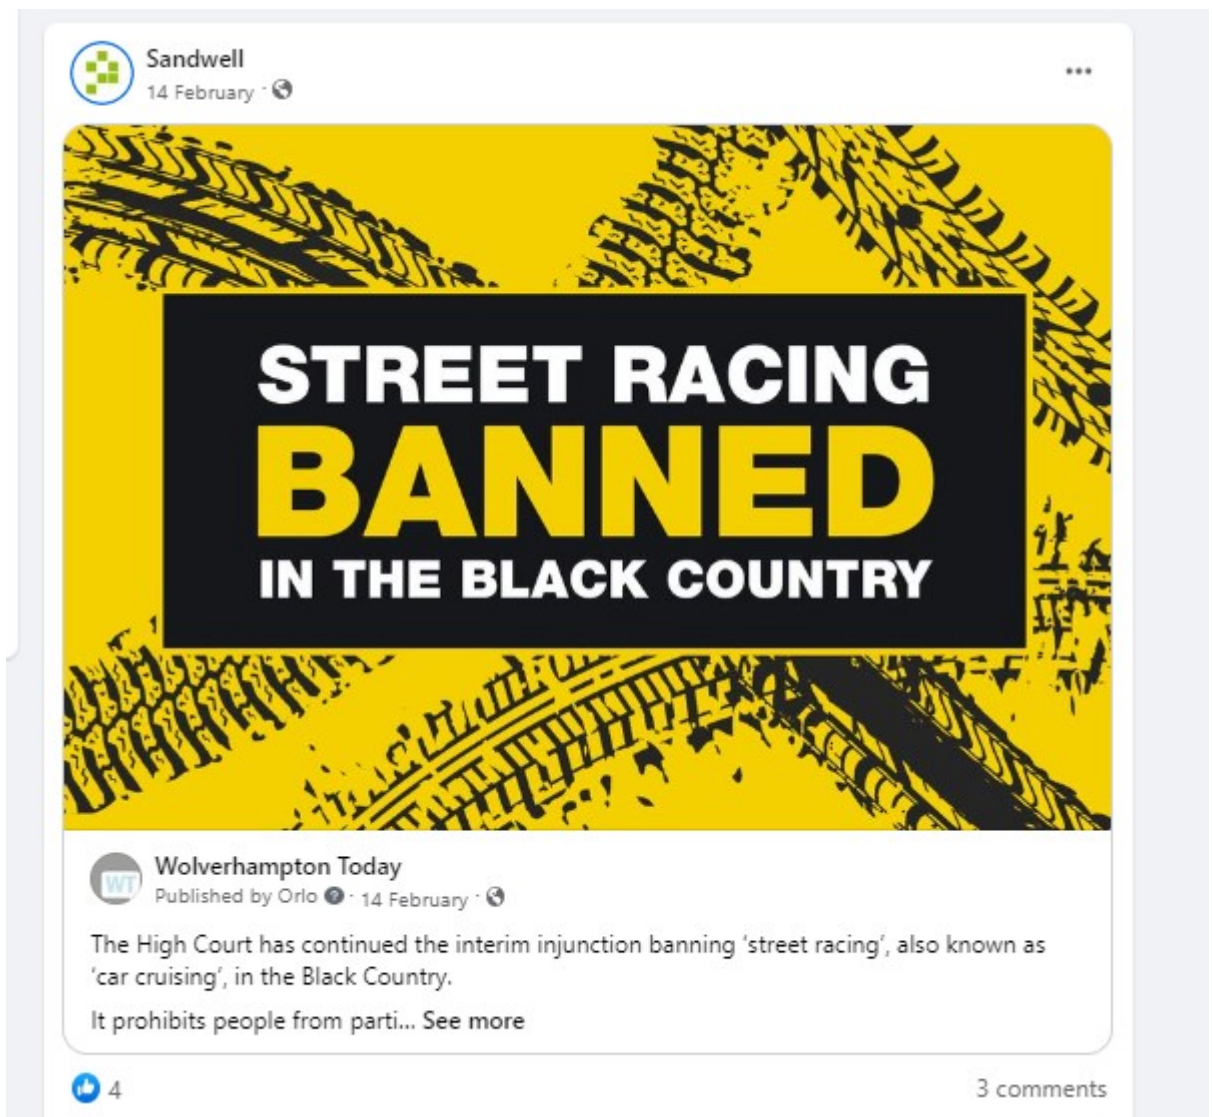 Sandwell
14 February ·
STREET RACING
BANNED
IN THE BLACK COUNTRY
WT
Wolverhampton Today
Published by Orlo ? · 14 February ·
The High Court has continued the interim injunction banning ‘street racing’, also known as
‘car cruising’, in the Black Country.
It prohibits people from parti... See more
4
3 comments